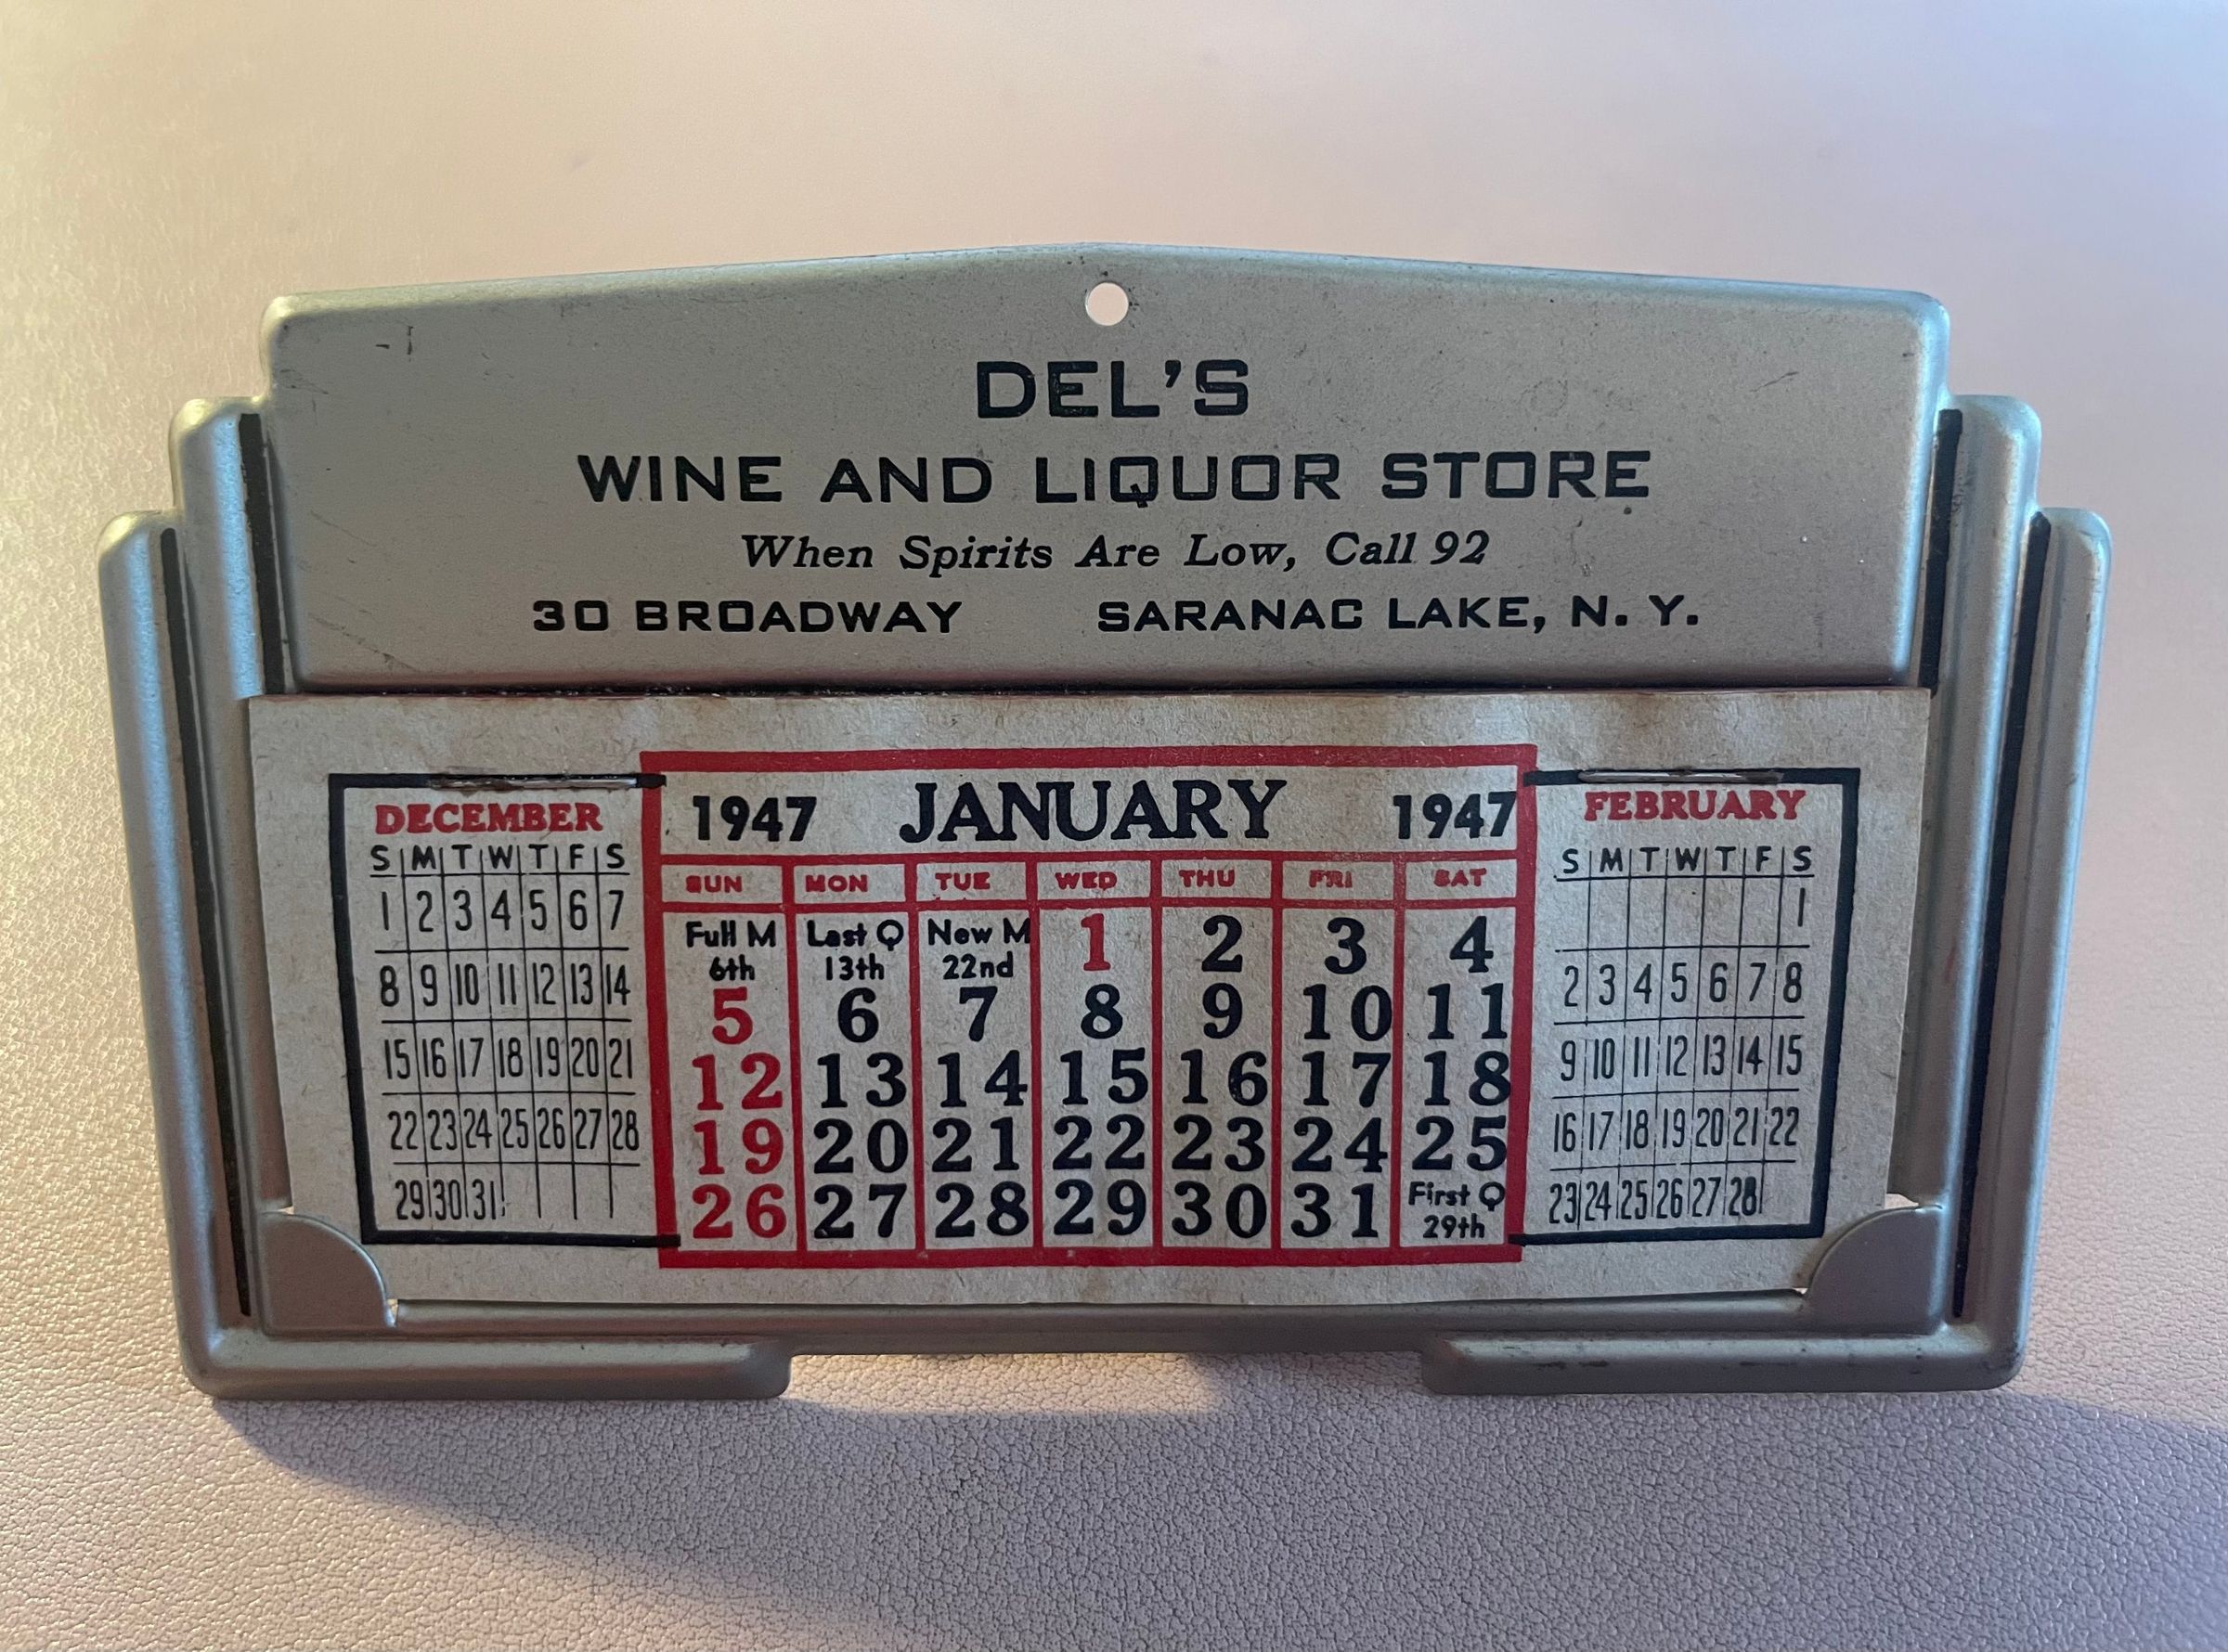 DEL'S
WINE AND LIQUOR STORE
When Spirits Are Low, Call 92
30 BROADWAY SARANAC LAKE, N. Y.
DECEMBER
S M T W T F S
1 2 3 4 5 6 7
8 9 10 11 12 13 14
15 16 17 18 19 20 21
22 23 24 25 26 27 28
29 30 31
1947 JANUARY 1947
SUN MON TUE WED THU FRI SAT
Full M Last Q New M 1 2 3 4
6th 13th 22nd
5 6 7 8 9 10 11
12 13 14 15 16 17 18
19 20 21 22 23 24 25
26 27 28 29 30 31 First Q
29th
FEBRUARY
S M T W T F S
1
2 3 4 5 6 7 8
9 10 11 12 13 14 15
16 17 18 19 20 21 22
23 24 25 26 27 28